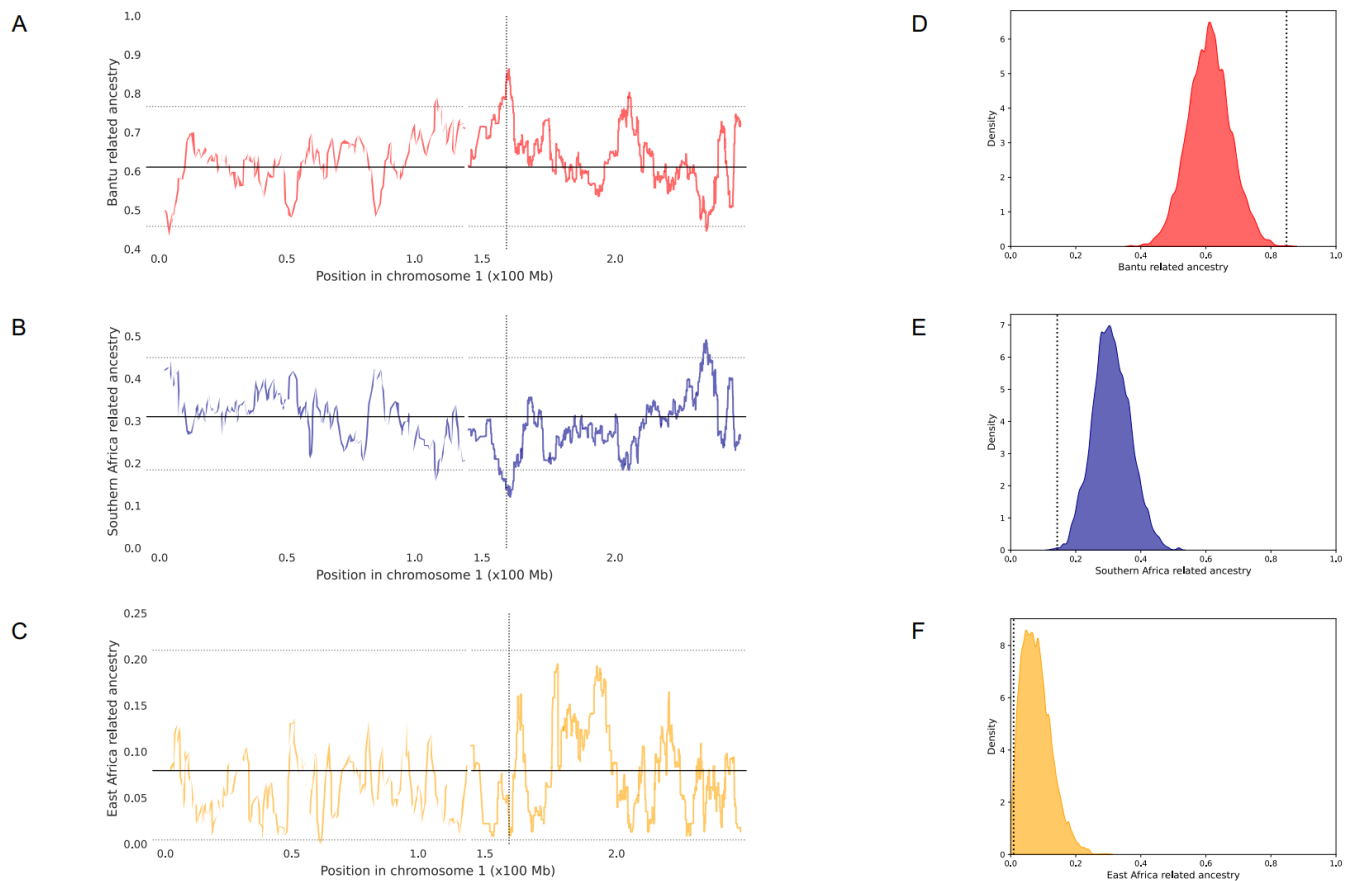 A
Bantu related ancestry
1.0
0.9
0.8
0.7
0.6
0.5
0.4
0.0 0.5 1.0 1.5 2.0
Position in chromosome 1 (x100 Mb)
D
Density
6
5
4
3
2
1
0
0.0 0.2 0.4 0.6 0.8 1.0
Bantu related ancestry
B
Southern Africa related ancestry
0.5
0.4
0.3
0.2
0.1
0.0
0.0 0.5 1.0 1.5 2.0
Position in chromosome 1 (x100 Mb)
E
Density
7
6
5
4
3
2
1
0
0.0 0.2 0.4 0.6 0.8 1.0
Southern Africa related ancestry
C
East Africa related ancestry
0.25
0.20
0.15
0.10
0.05
0.00
0.0 0.5 1.0 1.5 2.0
Position in chromosome 1 (x100 Mb)
F
Density
8
6
4
2
0
0.0 0.2 0.4 0.6 0.8 1.0
East Africa related ancestry